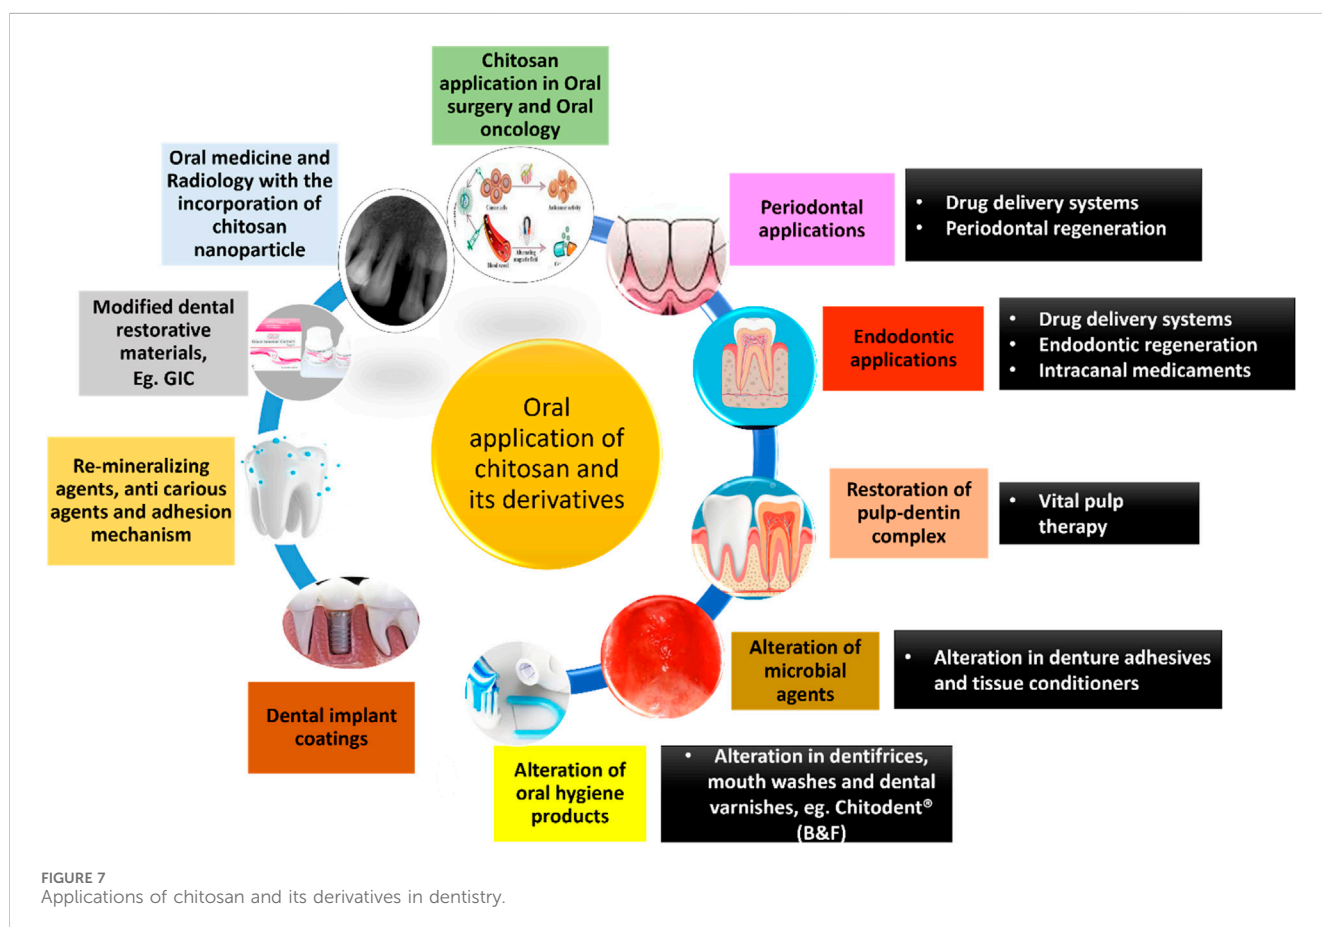 Chitosan
application in Oral
surgery and Oral
oncology
Oral medicine and
Radiology with the
incorporation of
chitosan
nanoparticle
Cancer cells
Blood vessel
Periodontal
applications
• Drug delivery systems
• Periodontal regeneration
Modified dental
restorative
materials,
Eg. GIC
Endodontic
applications
• Drug delivery systems
• Endodontic regeneration
• Intracanal medicaments
Oral
application of
chitosan and
its derivatives
Re-mineralizing
agents, anti carious
agents and adhesion
mechanism
Restoration of
pulp-dentin
complex
• Vital pulp
therapy
Alteration of
microbial
agents
• Alteration in denture adhesives
and tissue conditioners
Dental implant
coatings
Alteration of
oral hygiene
products
• Alteration in dentifrices,
mouth washes and dental
varnishes, eg. Chitodent®
(B&F)
FIGURE 7
Applications of chitosan and its derivatives in dentistry.